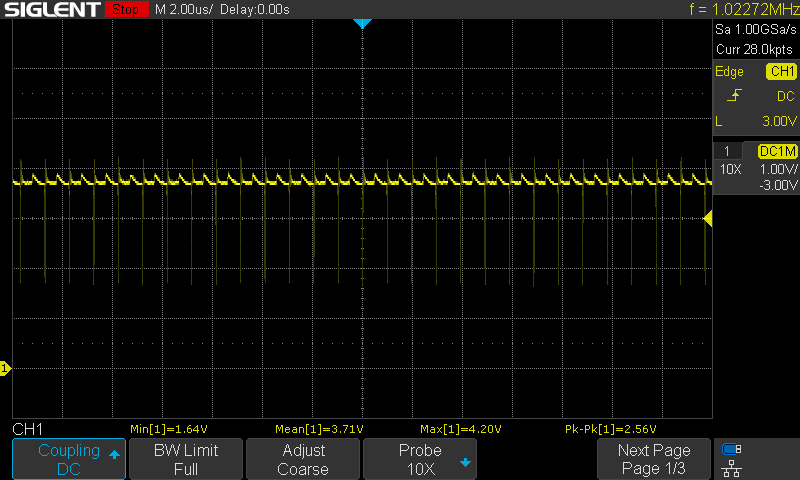 SIGLENT Stop M 2.00us/ Delay:0.00s f = 1.02272MHz
Sa 1.00GSa/s
Curr 28.0kpts
Edge CH1
DC
L 3.00V
1 DC1M
10X 1.00V/
-3.00V
1
CH1 Min[1]=1.64V Mean[1]=3.71V Max[1]=4.20V Pk-Pk[1]=2.56V
Coupling BW Limit Adjust Probe Next Page
DC Full Coarse 10X Page 1/3